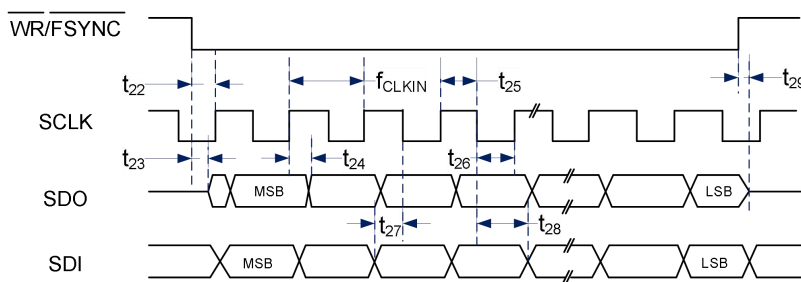 WR/FSYNC
t22 fCLKIN t25 t29
SCLK
t23 t24 t26
SDO MSB LSB
t27 t28
SDI MSB LSB